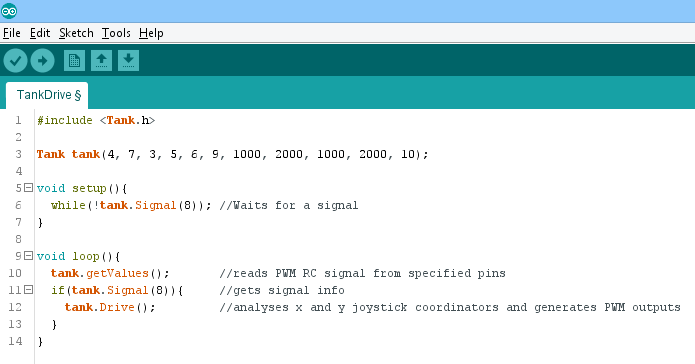 File Edit Sketch Tools Help
TankDrive §
1 #include <Tank.h>
2
3 Tank tank(4, 7, 3, 5, 6, 9, 1000, 2000, 1000, 2000, 10);
4
5 void setup(){
6 while(!tank.Signal(8)); //Waits for a signal
7 }
8
9 void loop(){
10 tank.getValues(); //reads PWM RC signal from specified pins
11 if(tank.Signal(8)){ //gets signal info
12 tank.Drive(); //analyses x and y joystick coordinators and generates PWM outputs
13 }
14 }